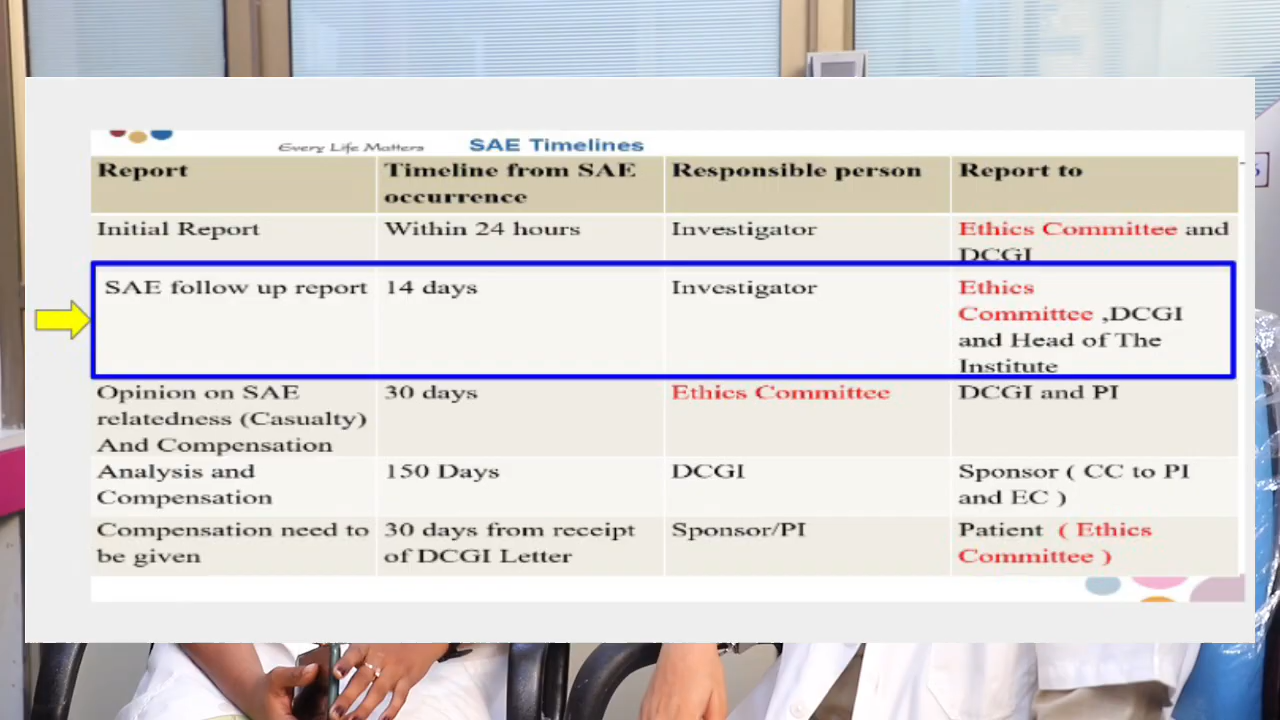 Every Life Matters SAE Timelines
Report Timeline from SAE occurrence Responsible person Report to
Initial Report Within 24 hours Investigator Ethics Committee and DCGI
SAE follow up report 14 days Investigator Ethics Committee ,DCGI and Head of The Institute
Opinion on SAE relatedness (Casualty) And Compensation 30 days Ethics Committee DCGI and PI
Analysis and Compensation 150 Days DCGI Sponsor ( CC to PI and EC )
Compensation need to be given 30 days from receipt of DCGI Letter Sponsor/PI Patient ( Ethics Committee )